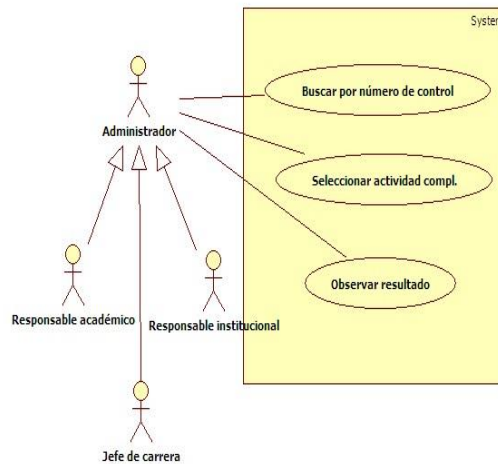 System
Buscar por número de control
Administrador
Seleccionar actividad compl.
Observar resultado
Responsable académico
Responsable institucional
Jefe de carrera